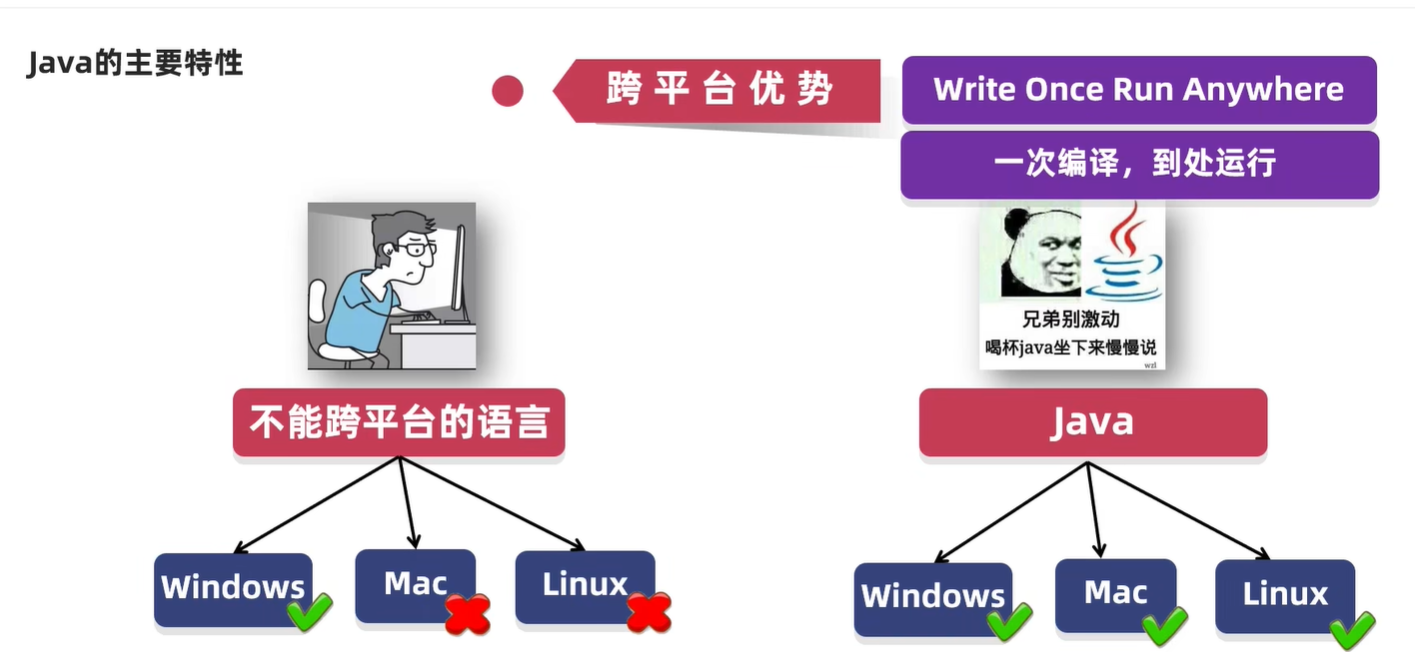 Java的主要特性
跨平台优势
Write Once Run Anywhere
一次编译，到处运行
兄弟别激动
喝杯java坐下来慢慢说
wzl
不能跨平台的语言
Java
Windows
Mac
Linux
Windows
Mac
Linux